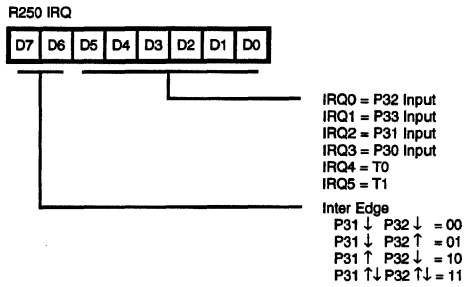 R250 IRQ
D7 D6 D5 D4 D3 D2 D1 D0
IRQ0 = P32 Input
IRQ1 = P33 Input
IRQ2 = P31 Input
IRQ3 = P30 Input
IRQ4 = T0
IRQ5 = T1
Inter Edge
P31 ↓ P32 ↓ = 00
P31 ↓ P32 ↑ = 01
P31 ↑ P32 ↓ = 10
P31 ↑↓ P32 ↑↓ = 11